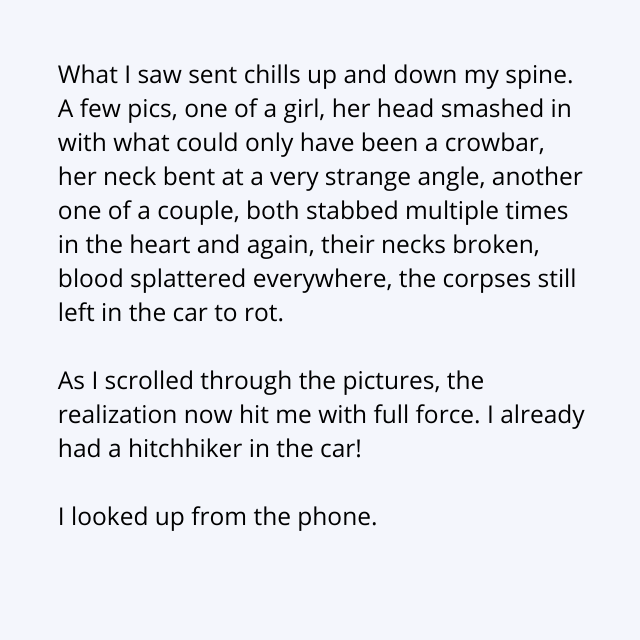 What I saw sent chills up and down my spine.
A few pics, one of a girl, her head smashed in
with what could only have been a crowbar,
her neck bent at a very strange angle, another
one of a couple, both stabbed multiple times
in the heart and again, their necks broken,
blood splattered everywhere, the corpses still
left in the car to rot.
As I scrolled through the pictures, the
realization now hit me with full force. I already
had a hitchhiker in the car!
I looked up from the phone.